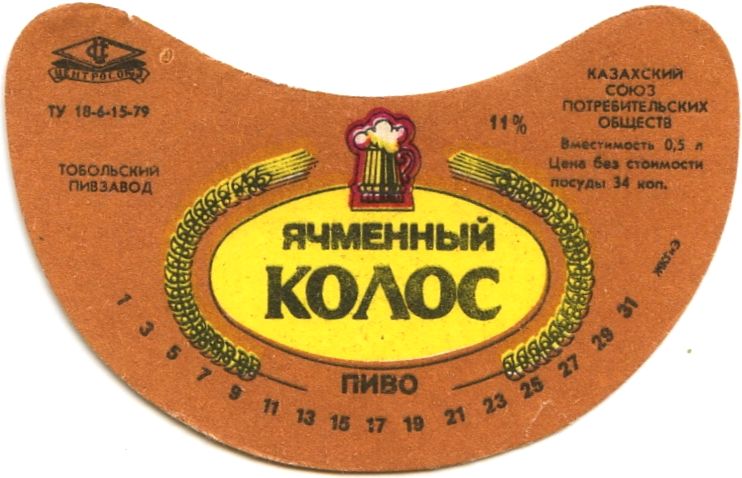 ЦЕНТРОСОЮЗ
ТУ 18-6-15-79
ТОБОЛЬСКИЙ
ПИВЗАВОД
11%
КАЗАХСКИЙ
СОЮЗ
ПОТРЕБИТЕЛЬСКИХ
ОБЩЕСТВ
Вместимость 0,5 л
Цена без стоимости
посуды 34 коп.
ЯЧМЕННЫЙ
КОЛОС
ПИВО
1 3 5 7 9 11 13 15 17 19 21 23 25 27 29 31